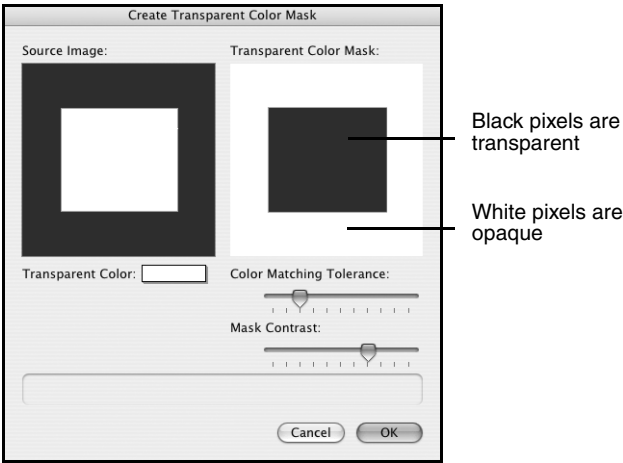 Create Transparent Color Mask
Source Image:
Transparent Color Mask:
Black pixels are
transparent
White pixels are
opaque
Transparent Color:
Color Matching Tolerance:
Mask Contrast:
Cancel
OK